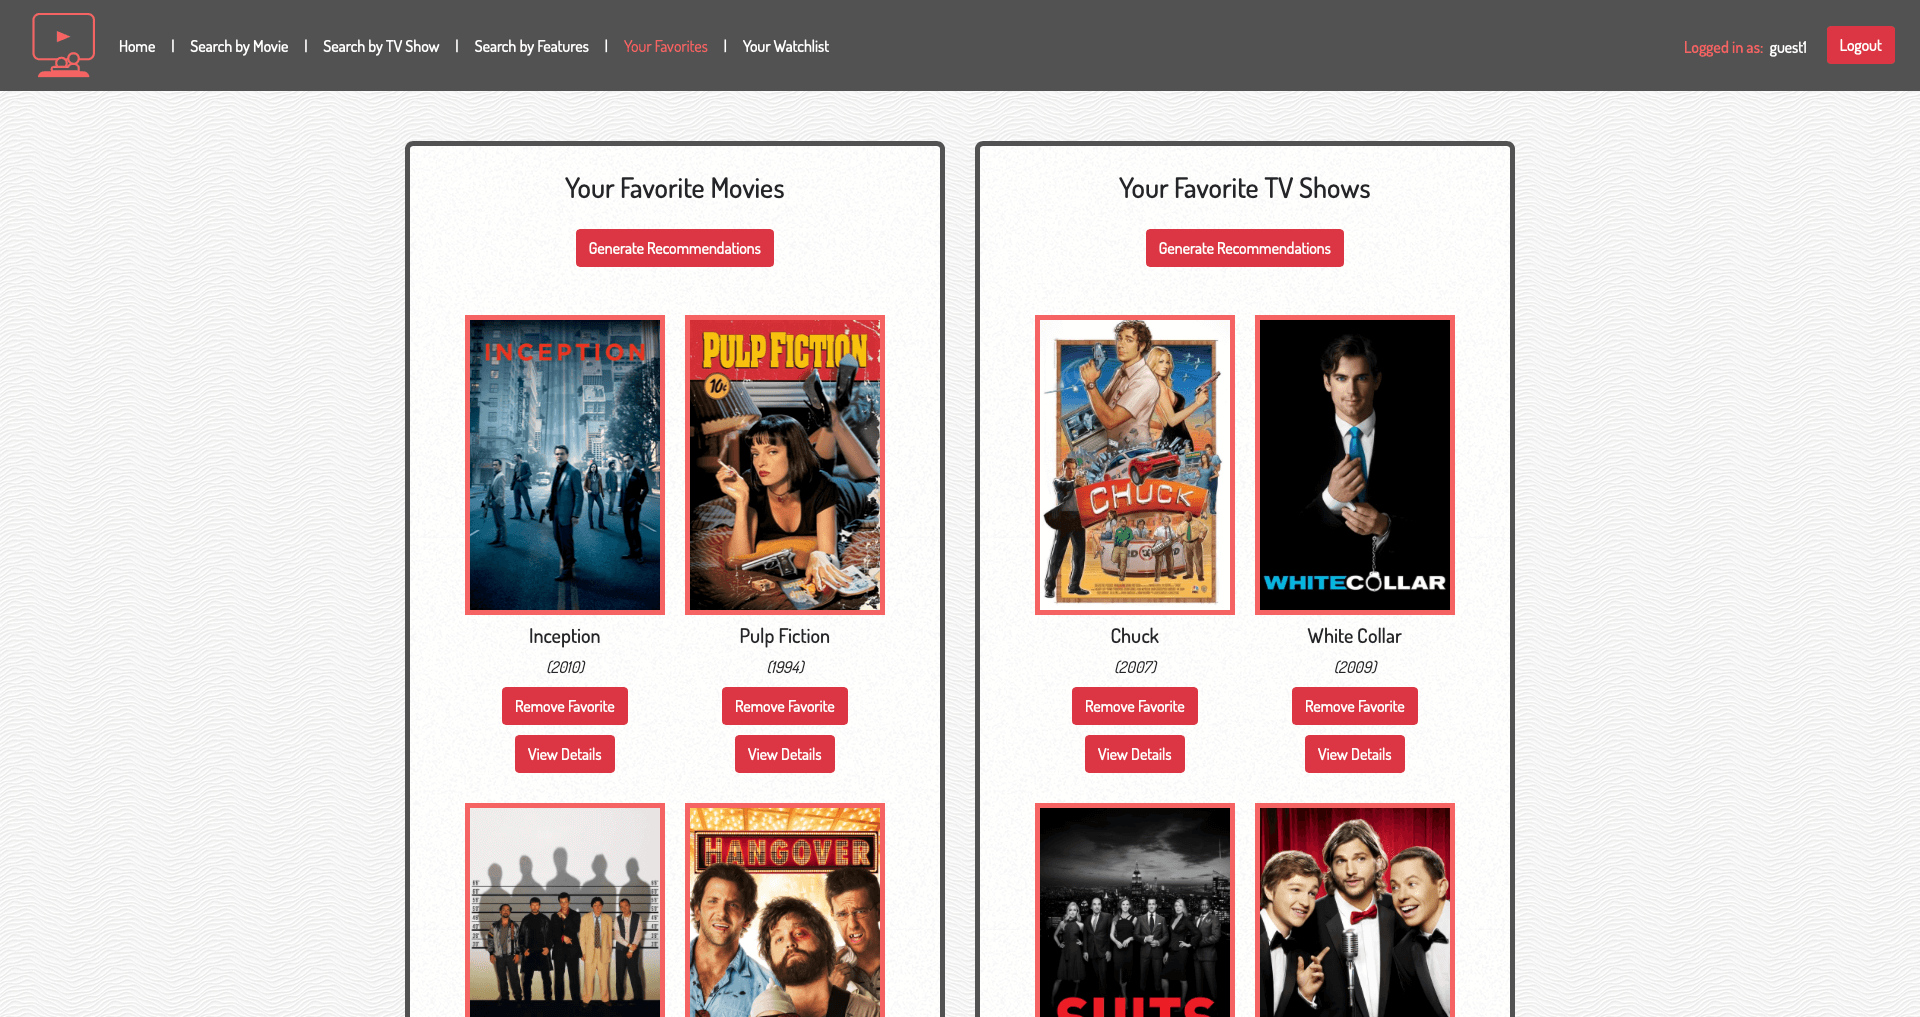 Home | Search by Movie | Search by TV Show | Search by Features | Your Favorites | Your Watchlist
Logged in as: guest1
Logout
Your Favorite Movies
Generate Recommendations
INCEPTION
PULP FICTION
10¢
Inception
(2010)
Remove Favorite
View Details
Pulp Fiction
(1994)
Remove Favorite
View Details
HANGOVER
Your Favorite TV Shows
Generate Recommendations
CHUCK
WHITECOLLAR
Chuck
(2007)
Remove Favorite
View Details
White Collar
(2009)
Remove Favorite
View Details
SUITS